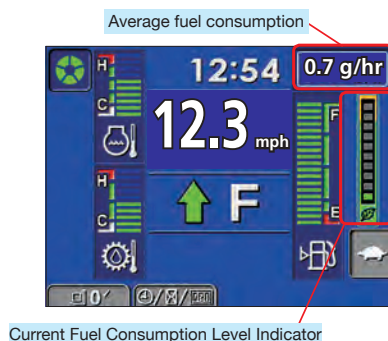 Average fuel consumption
H
12:54
0.7 g/hr
C
12.3 mph
F
H
F
C
E
0
Current Fuel Consumption Level Indicator